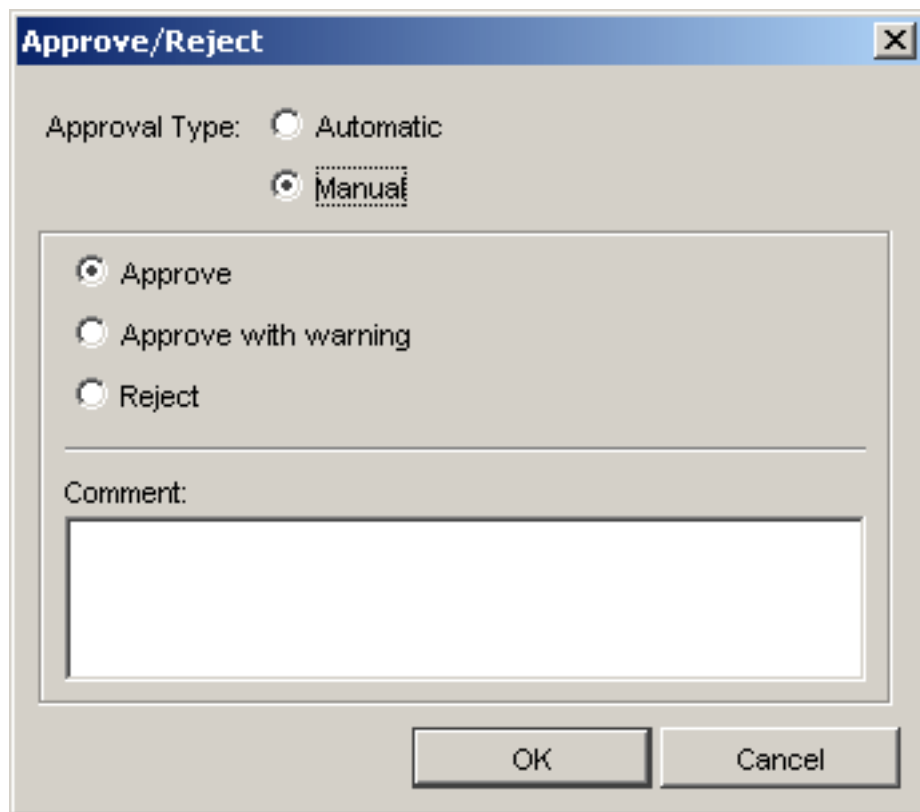 Approve/Reject
Approval Type: Automatic
Manual
Approve
Approve with warning
Reject
Comment:
OK Cancel